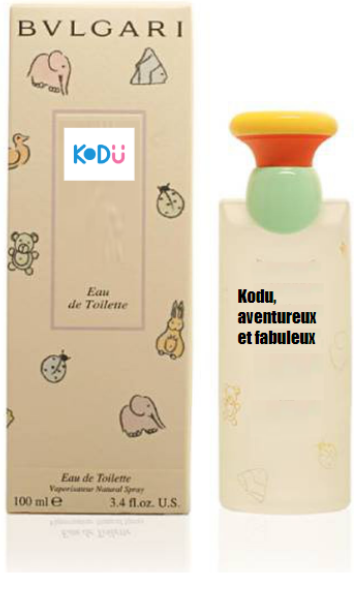 BVLGARI
KODU
Eau
de Toilette
Kodu,
aventureux
et fabuleux
Eau de Toilette
Vaporisateur Natural Spray
100 ml e
3.4 fl.oz. U.S.